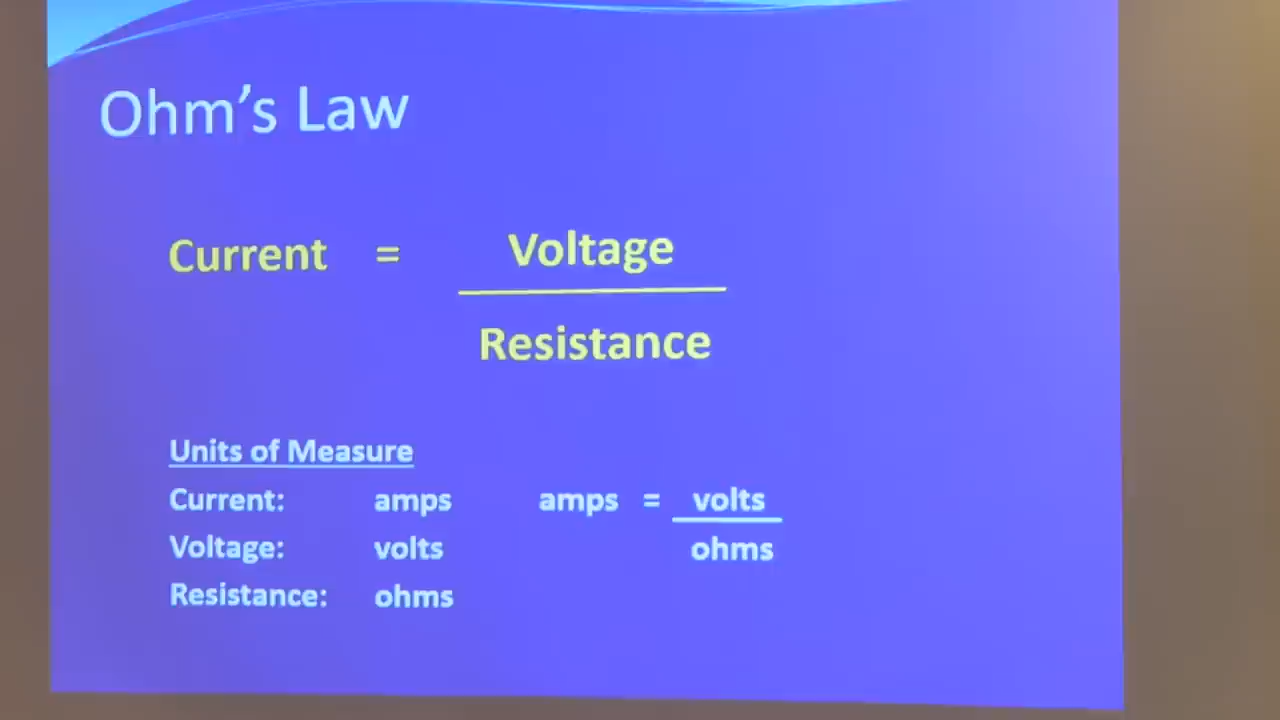 Ohm's Law
Current = Voltage
Resistance
Units of Measure
Current: amps amps = volts
Voltage: volts ohms
Resistance: ohms